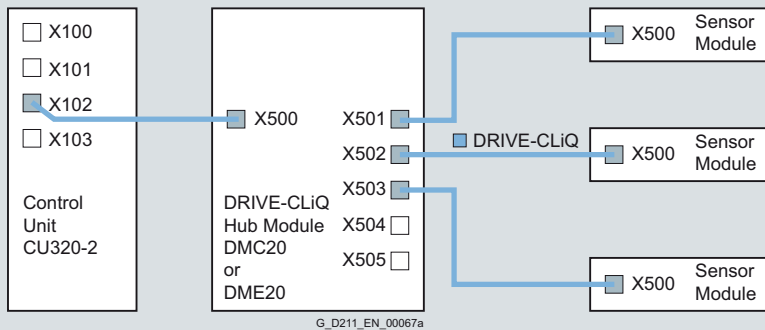 X100
X101
X102
X103
Control
Unit
CU320-2
X500
X501
X502
X503
X504
X505
DRIVE-CLiQ
Hub Module
DMC20
or
DME20
DRIVE-CLiQ
X500
Sensor
Module
X500
Sensor
Module
X500
Sensor
Module
G_D211_EN_00067a